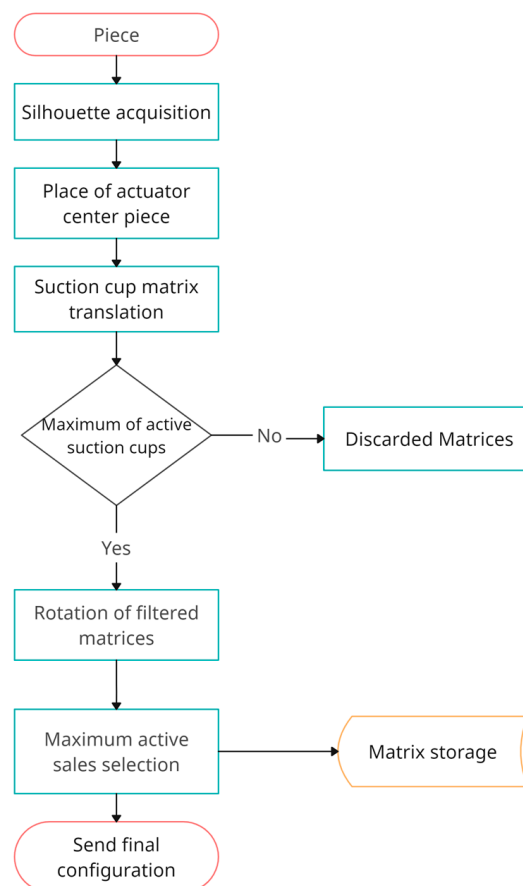 Piece
Silhouette acquisition
Place of actuator
center piece
Suction cup matrix
translation
Maximum of active
suction cups
No
Discarded Matrices
Yes
Rotation of filtered
matrices
Maximum active
sales selection
Matrix storage
Send final
configuration